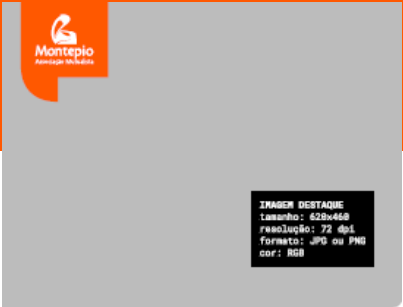 Montepio
Associação Mutualista
IMAGEM DESTAQUE
tamanho: 620x460
resolução: 72 dpi
formato: JPG ou PNG
cor: RGB